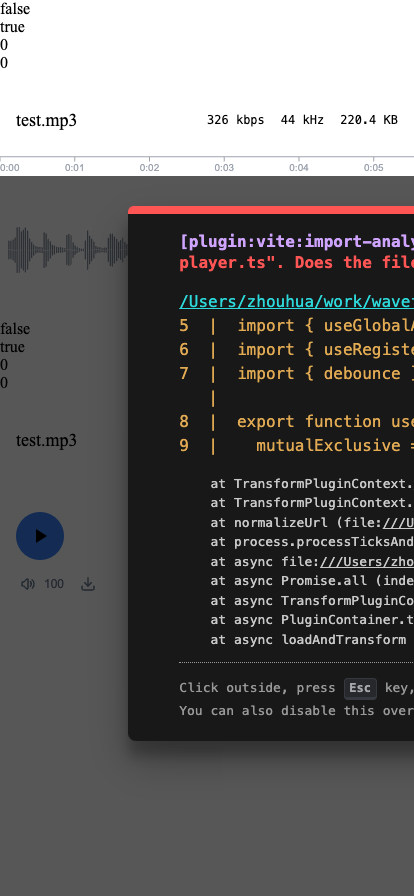 false
true
0
0
test.mp3 326 kbps 44 kHz 220.4 KB
0:00 0:01 0:02 0:03 0:04 0:05
[plugin:vite:import-analy
player.ts". Does the file
/Users/zhouhua/work/wavef
5 | import { useGlobalA
6 | import { useRegiste
7 | import { debounce }
|
8 | export function use
9 | mutualExclusive =
at TransformPluginContext.
at TransformPluginContext.
at normalizeUrl (file:///U
at process.processTicksAnd
at async file:///Users/zho
at async Promise.all (inde
at async TransformPluginCo
at async PluginContainer.t
at async loadAndTransform
Click outside, press Esc key,
You can also disable this over
false
true
0
0
test.mp3
100